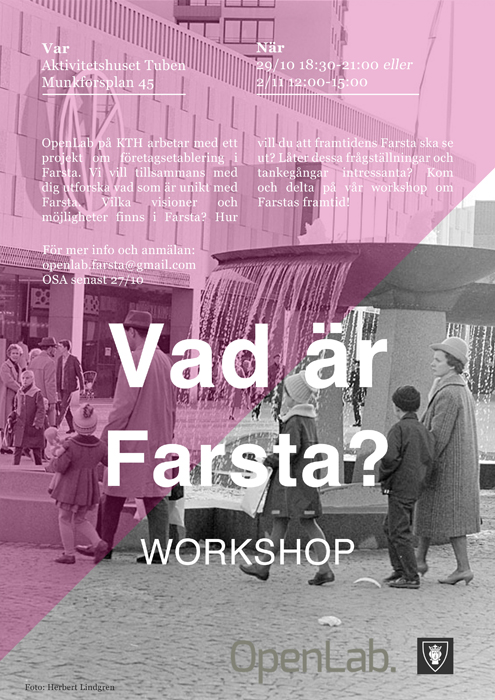 Var
Aktivitetshuset Tuben
Munkforsplan 45
När
29/10 18:30-21:00 eller
2/11 12:00-15:00
OpenLab på KTH arbetar med ett
projekt om företagsetablering i
Farsta. Vi vill tillsammans med
dig utforska vad som är unikt med
Farsta. Vilka visioner och
möjligheter finns i Farsta? Hur
vill du att framtidens Farsta ska se
ut? Låter dessa frågställningar och
tankegångar intressanta? Kom
och delta på vår workshop om
Farstas framtid!
För mer info och anmälan:
openlab.farsta@gmail.com
OSA senast 27/10
Vad är
Farsta?
WORKSHOP
OpenLab.
Foto: Herbert Lindgren